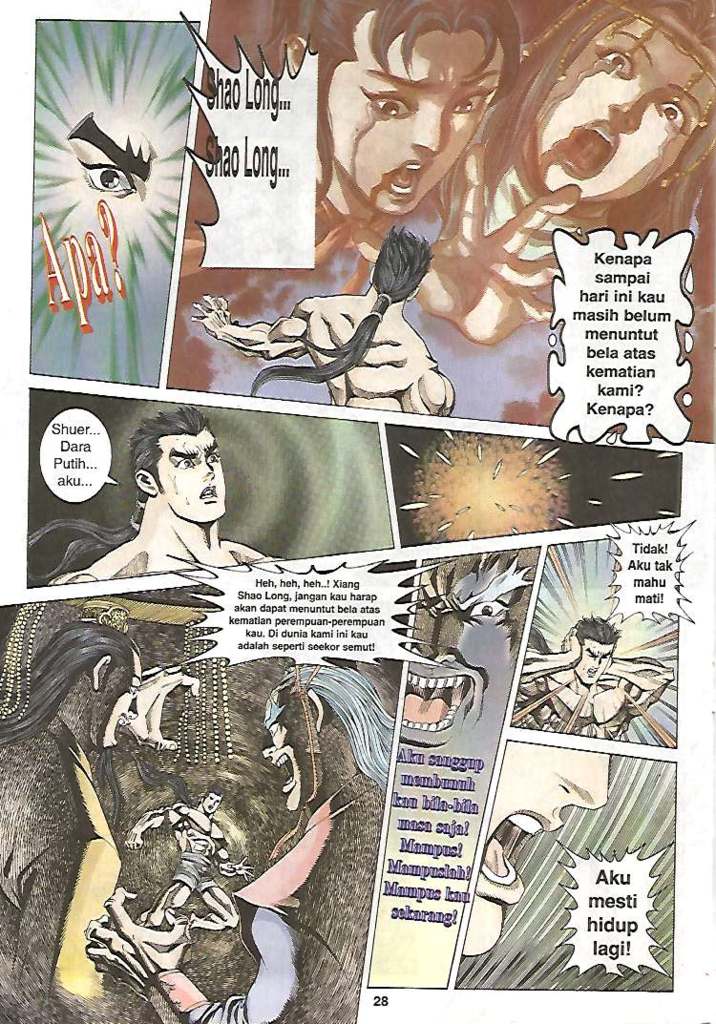 Apa?
Shao Long...
Shao Long...
Kenapa
sampai
hari ini kau
masih belum
menuntut
bela atas
kematian
kami?
Kenapa?
Shuer...
Dara
Putih...
aku...
Heh, heh, heh..! Xiang
Shao Long, jangan kau harap
akan dapat menuntut bela atas
kematian perempuan-perempuan
kau. Di dunia kami ini kau
adalah seperti seekor semut!
Aku sanggup
membunuh
kau bila-bila
masa saja!
Mampus!
Mampuslah!
Mampus kau
sekarang!
Tidak!
Aku tak
mahu
mati!
Aku
mesti
hidup
lagi!
28